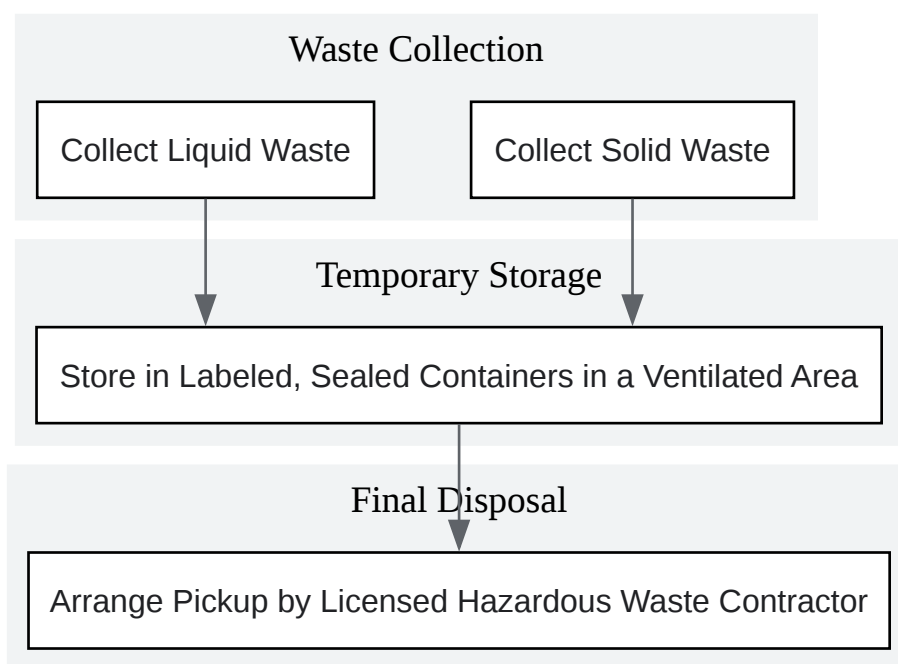 Waste Collection
Collect Liquid Waste
Collect Solid Waste
Temporary Storage
Store in Labeled, Sealed Containers in a Ventilated Area
Final Disposal
Arrange Pickup by Licensed Hazardous Waste Contractor